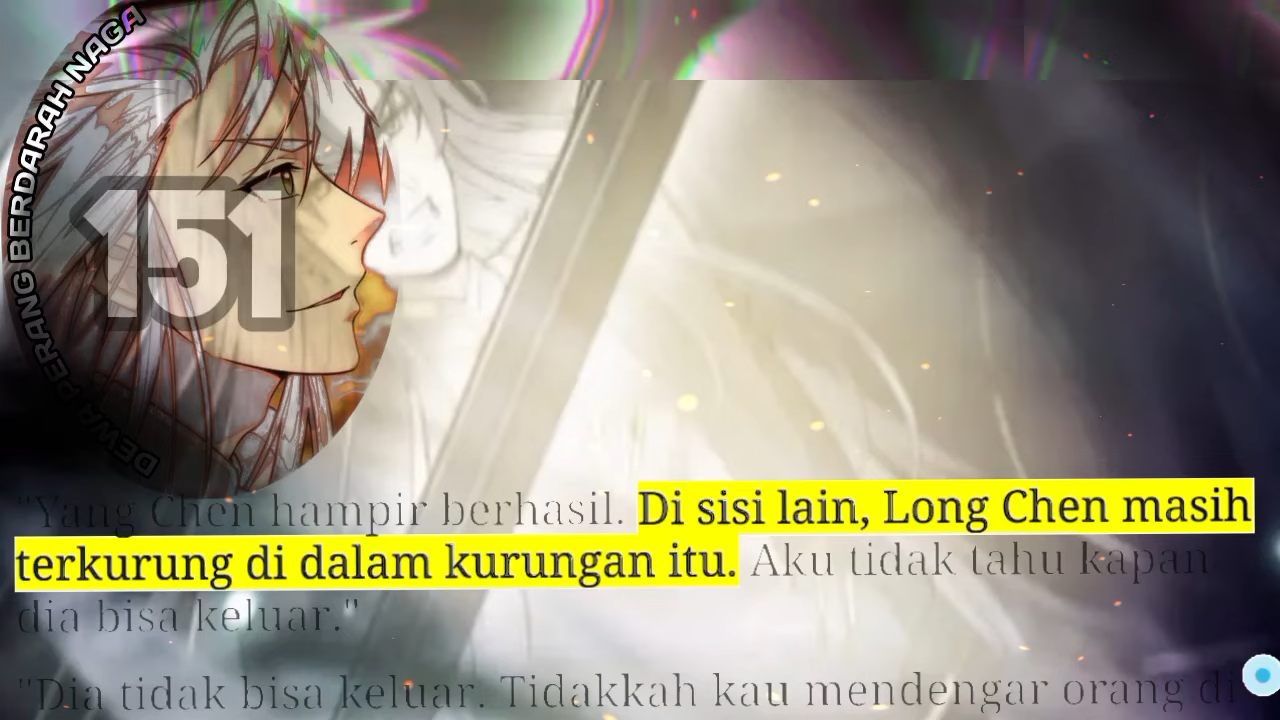 DEWA PERANG BERDARAH NAGA
151
"Yang Chen hampir berhasil. Di sisi lain, Long Chen masih
terkurung di dalam kurungan itu. Aku tidak tahu kapan
dia bisa keluar."
"Dia tidak bisa keluar. Tidakkah kau mendengar orang di